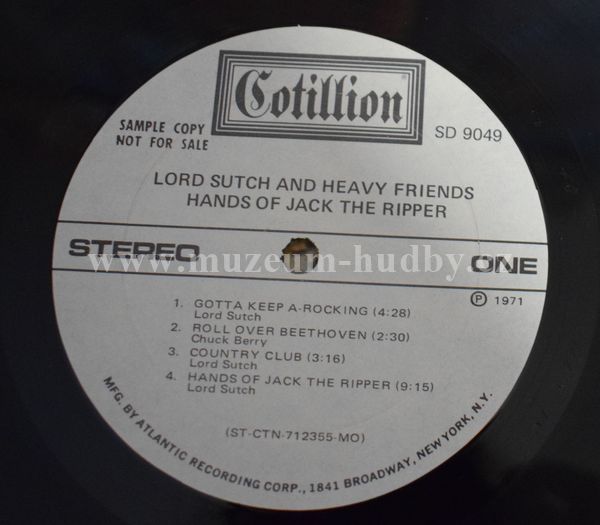 Cotillion
®
SAMPLE COPY
NOT FOR SALE
SD 9049
LORD SUTCH AND HEAVY FRIENDS
HANDS OF JACK THE RIPPER
STEREO
ONE
www.muzeum-hudby.cz
℗ 1971
1. GOTTA KEEP A-ROCKING (4:28)
Lord Sutch
2. ROLL OVER BEETHOVEN (2:30)
Chuck Berry
3. COUNTRY CLUB (3:16)
Lord Sutch
4. HANDS OF JACK THE RIPPER (9:15)
Lord Sutch
(ST-CTN-712355-MO)
MFG. BY ATLANTIC RECORDING CORP., 1841 BROADWAY, NEW YORK, N.Y.